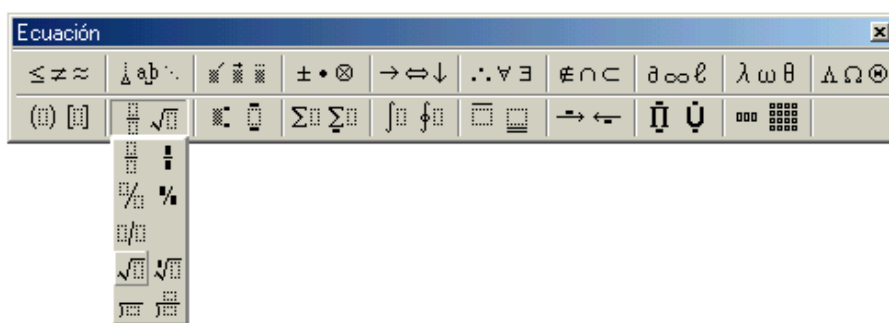 Ecuación
≤ ≠ ≈ a͓b ⋱ ± • ⊗ → ⇔ ↓ ∴ ∀ ∃ ∉ ∩ ⊂ ∂ ∞ ℓ λ ω θ Λ Ω Θ
(▫) [▫] √▫ Σ▫ Σ▫ ∫▫ ∮▫ → ← Π U